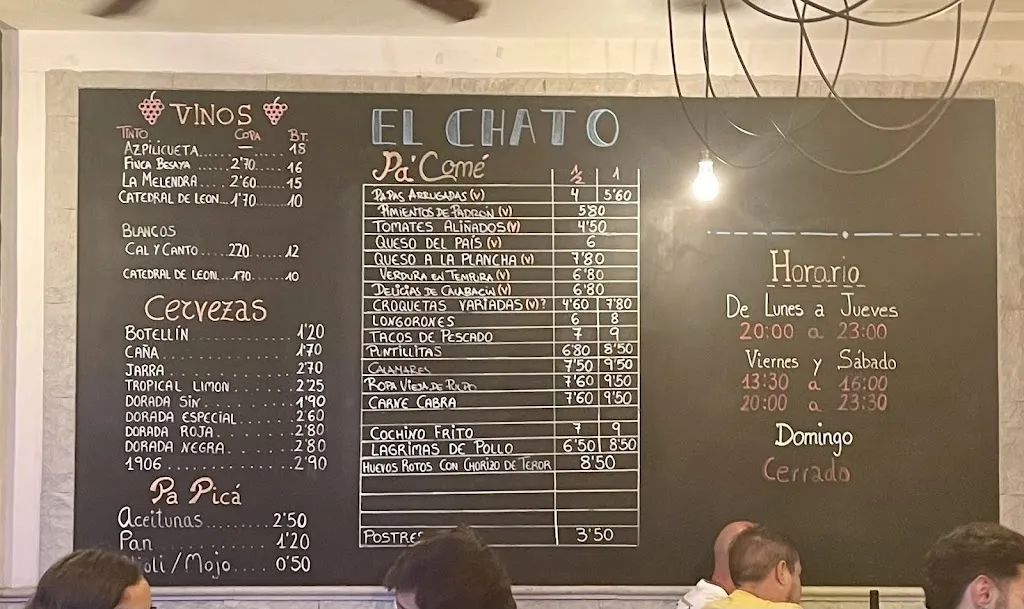 VINOS
TINTO COPA BT.
AZPILICUETA............. 18
FINCA BESAYA ...2'70..... 16
LA MELENDRA .... 2'60..... 15
CATEDRAL DE LEON...1'70....... 10
BLANCOS
CAL Y CANTO....2'70........12
CATEDRAL DE LEON....1'70.......10
Cervezas
BOTELLÍN ............ 1'20
CAÑA ............ 1'70
JARRA ............ 2'70
TROPICAL LIMON ....... 2'25
DORADA SIN ........... 1'90
DORADA ESPECIAL ....... 2'60
DORADA ROJA ......... 2'80
DORADA NEGRA ........ 2'80
1906 ............... 2'90
Pa Picá
Aceitunas ......... 2'50
Pan ............ 1'20
lioli/Mojo.... 0'50
EL CHATO
Pa' Comé ½ 1
PAPAS ARRUGADAS (V) 4 5'60
PIMIENTOS DE PADRÓN (V) 5'80
TOMATES ALIÑADOS (V) 4'50
QUESO DEL PAÍS (V) 6
QUESO A LA PLANCHA (V) 7'80
VERDURA EN TEMPURA (V) 6'80
DELICIAS DE CALABACÍN (V) 6'80
CROQUETAS VARIADAS (V)? 4'60 7'80
LONGORONES 6 8
TACOS DE PESCADO 7 9
PUNTILLITAS 6'80 8'50
CALAMARES 7'50 9'50
ROPA VIEJA DE PULPO 7'60 9'50
CARNE CABRA 7'60 9'50
COCHINO FRITO 7 9
LAGRIMAS DE POLLO 6'50 8'50
HUEVOS ROTOS CON CHORIZO DE TEROR 8'50
POSTRES 3'50
Horario
De Lunes a Jueves
20:00 a 23:00
Viernes y Sábado
13:30 a 16:00
20:00 a 23:30
Domingo
Cerrado